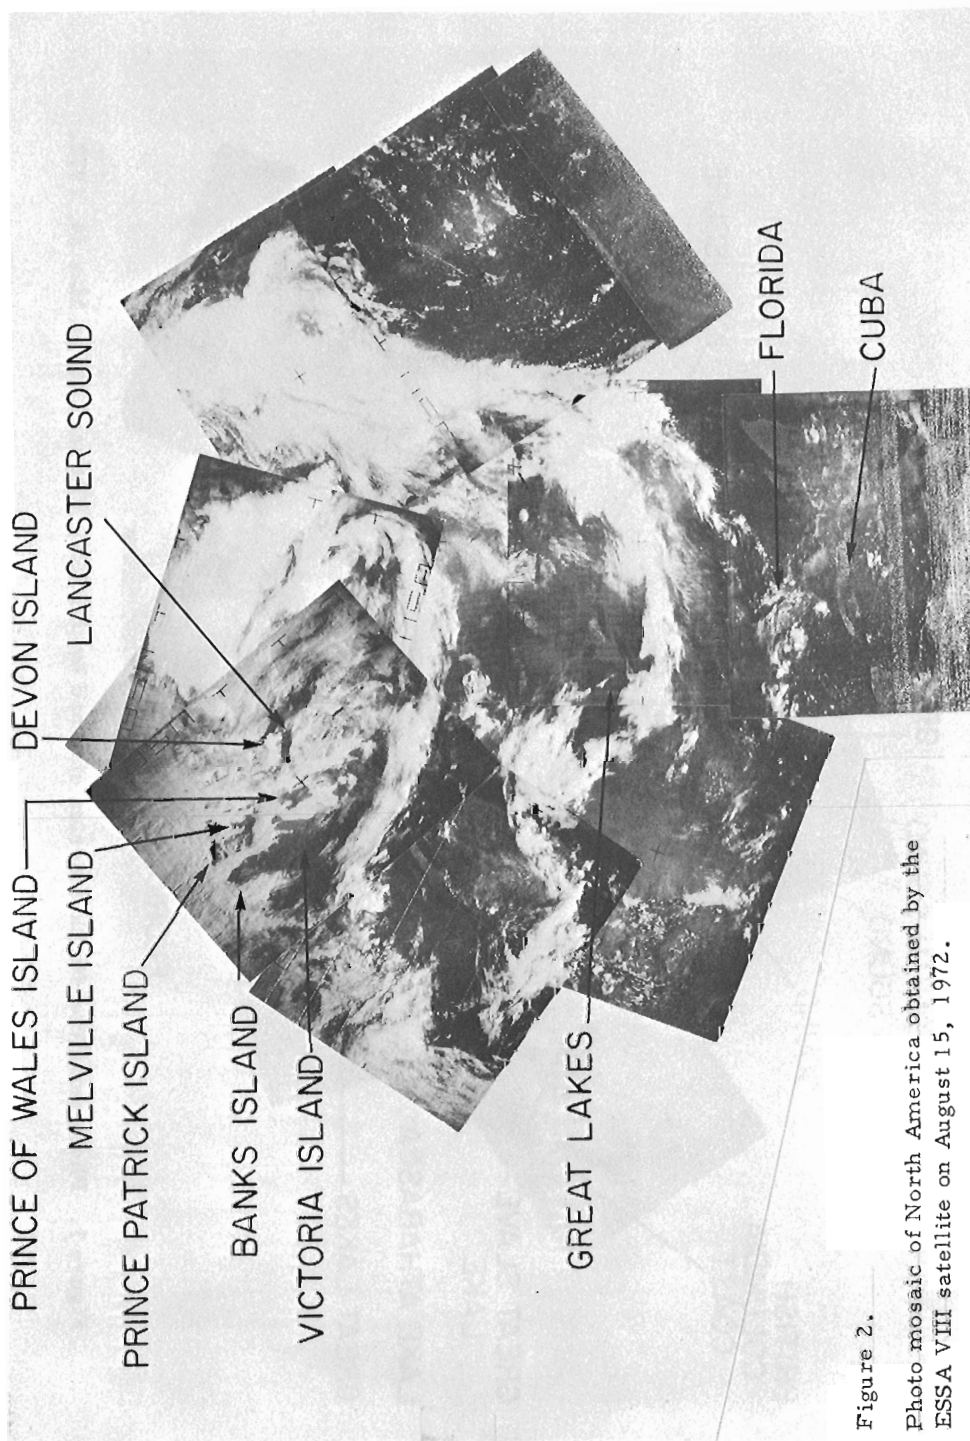 PRINCE OF WALES ISLAND
DEVON ISLAND
MELVILLE ISLAND
LANCASTER SOUND
PRINCE PATRICK ISLAND
BANKS ISLAND
VICTORIA ISLAND
GREAT LAKES
FLORIDA
CUBA
Figure 2.
Photo mosaic of North America obtained by the
ESSA VIII satellite on August 15, 1972.